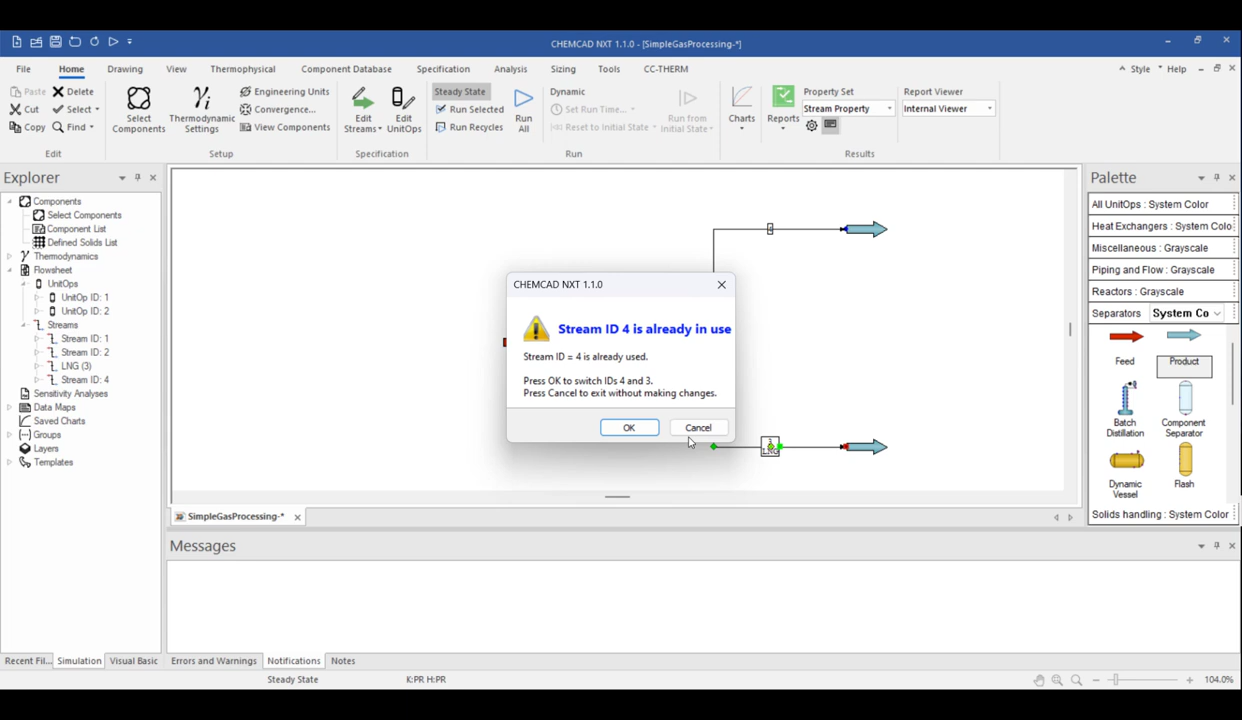 CHEMCAD NXT 1.1.0 - [SimpleGasProcessing-*]
File Home Drawing View Thermophysical Component Database Specification Analysis Sizing Tools CC-THERM Style Help
Paste Delete
Cut Select
Copy Find
Edit
Select Components
Thermodynamic Settings
Engineering Units
Convergence...
View Components
Setup
Edit Streams
Edit UnitOps
Specification
Steady State
Run Selected
Run Recycles
Run All
Dynamic
Set Run Time...
Reset to Initial State
Run from Initial State
Run
Charts
Reports
Property Set
Stream Property
Report Viewer
Internal Viewer
Results
Explorer
Components
Select Components
Component List
Defined Solids List
Thermodynamics
Flowsheet
UnitOps
UnitOp ID: 1
UnitOp ID: 2
Streams
Stream ID: 1
Stream ID: 2
LNG (3)
Stream ID: 4
Sensitivity Analyses
Data Maps
Saved Charts
Groups
Layers
Templates
Recent Fil... Simulation Visual Basic
4
CHEMCAD NXT 1.1.0
Stream ID 4 is already in use
Stream ID = 4 is already used.
Press OK to switch IDs 4 and 3.
Press Cancel to exit without making changes.
OK Cancel
3
LNG
SimpleGasProcessing-*
Palette
All UnitOps : System Color
Heat Exchangers : System Colo
Miscellaneous : Grayscale
Piping and Flow : Grayscale
Reactors : Grayscale
Separators System Co
Feed Product
Batch Distillation
Component Separator
Dynamic Vessel
Flash
Solids handling : System Color
Messages
Errors and Warnings Notifications Notes
Steady State K:PR H:PR 104.0%